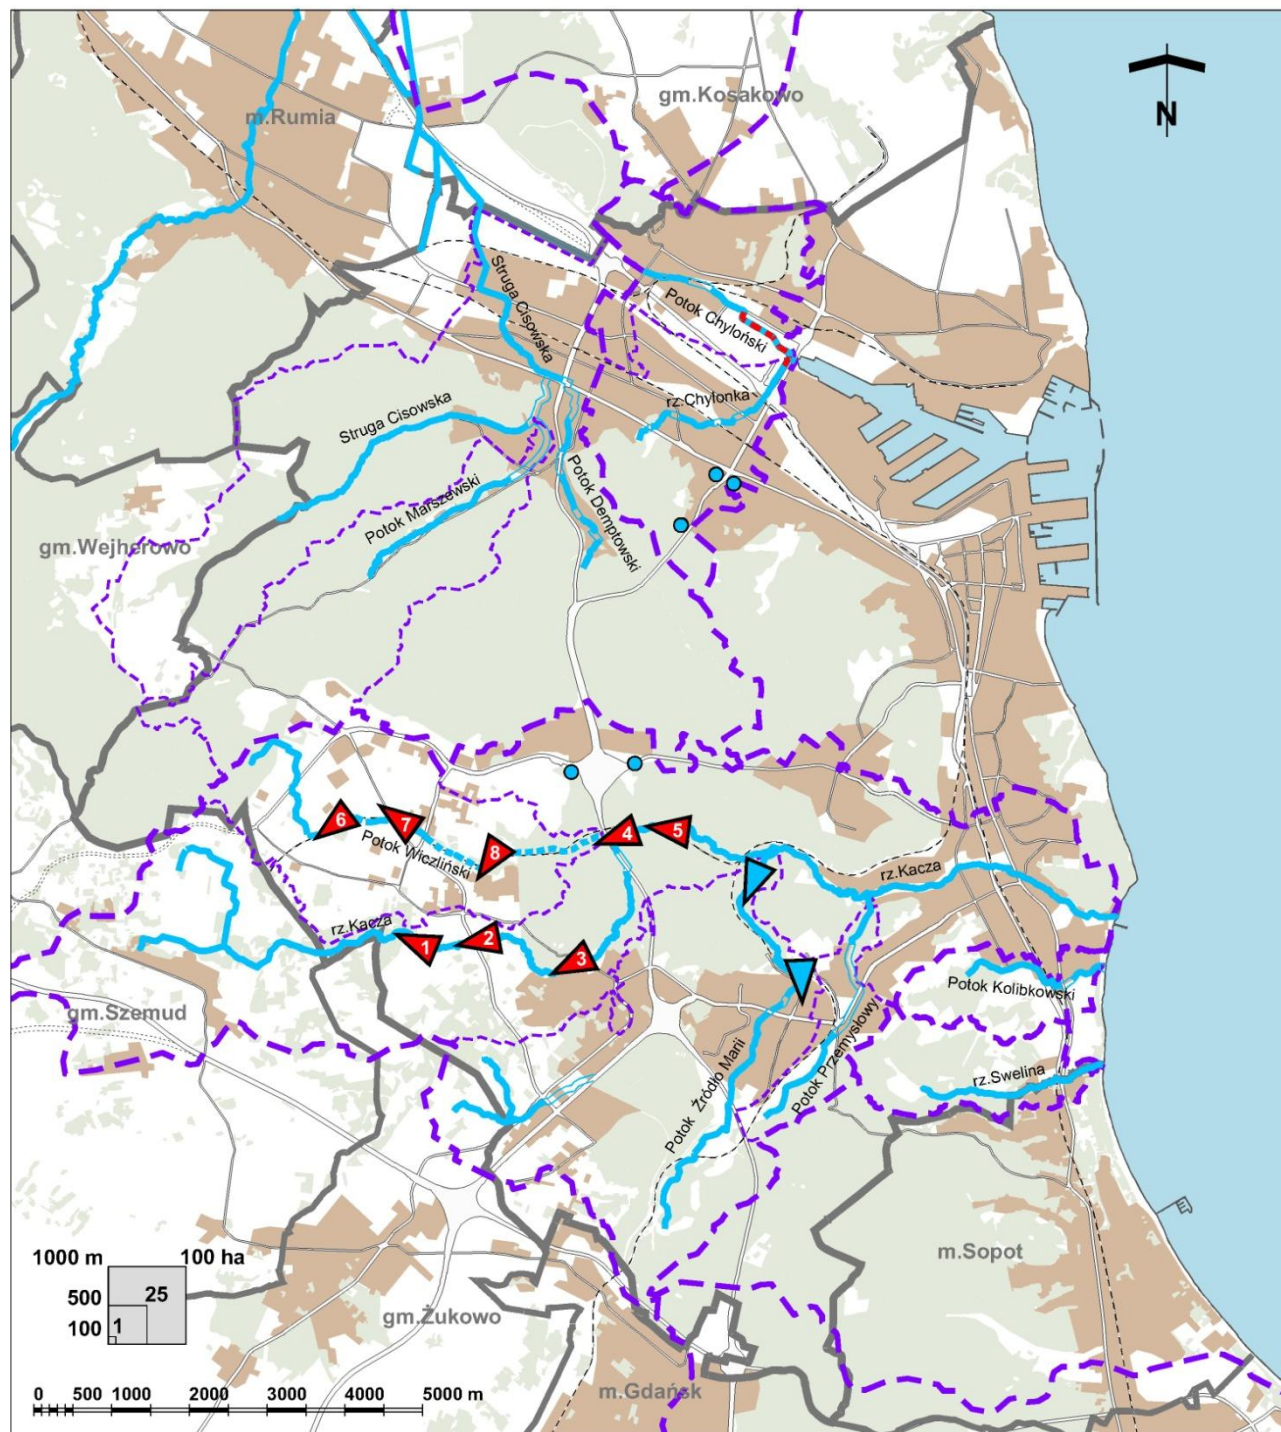 gm.Kosakowo
m.Rumia
N
Struga Cisowska
Potok Chyloński
rz.Chylonka
Struga Cisowska
Potok Marszewski
Potok Demptowski
gm.Wejherowo
6
7
4
5
8
Potok Wiczliński
rz.Kacza
rz.Kacza
1
2
3
Potok Kolibkowski
gm.Szemud
Potok Źródło Marii
Potok Przemysłowy
rz.Swelina
m.Sopot
1000 m
100 ha
500
25
100
1
gm.Żukowo
m.Gdańsk
0 500 1000 2000 3000 4000 5000 m